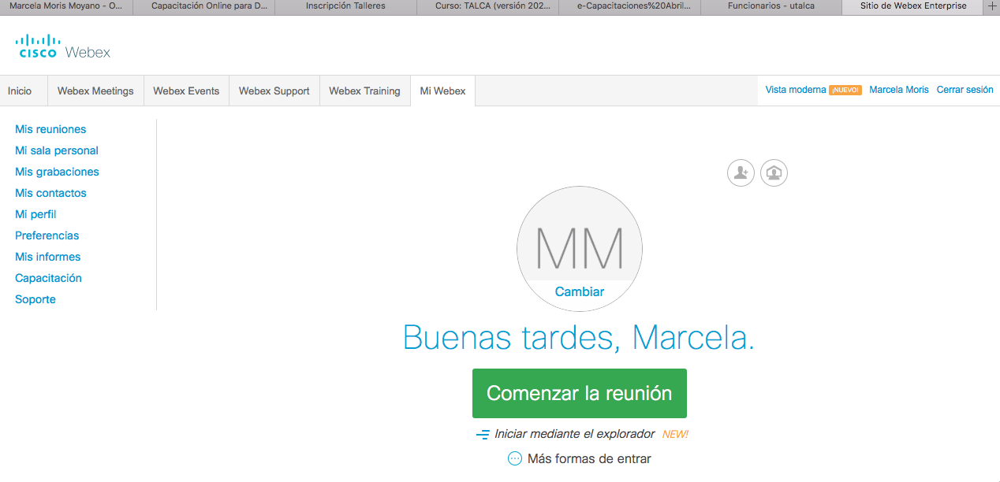 Marcela Moris Moyano - O...
Capacitación Online para D...
Inscripción Talleres
Curso: TALCA (versión 202...
e-Capacitaciones%20Abril...
Funcionarios - utalca
Sitio de Webex Enterprise
+
CISCO Webex
Inicio
Webex Meetings
Webex Events
Webex Support
Webex Training
Mi Webex
Vista moderna ¡NUEVO!
Marcela Moris
Cerrar sesión
Mis reuniones
Mi sala personal
Mis grabaciones
Mis contactos
Mi perfil
Preferencias
Mis informes
Capacitación
Soporte
MM
Cambiar
Buenas tardes, Marcela.
Comenzar la reunión
Iniciar mediante el explorador NEW!
Más formas de entrar